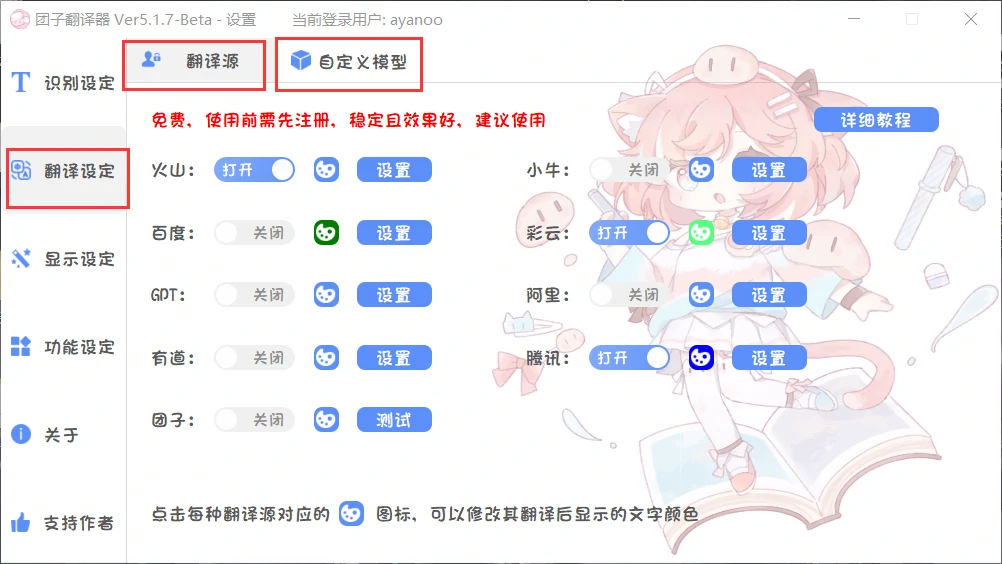 团子翻译器 Ver5.1.7-Beta - 设置 当前登录用户: ayanoo
翻译源 自定义模型
识别设定
翻译设定
显示设定
功能设定
关于
支持作者
免费, 使用前需先注册, 稳定且效果好, 建议使用
详细教程
火山: 打开 设置 小牛: 关闭 设置
百度: 关闭 设置 彩云: 打开 设置
GPT: 关闭 设置 阿里: 关闭 设置
有道: 关闭 设置 腾讯: 打开 设置
团子: 关闭 测试
点击每种翻译源对应的 图标, 可以修改其翻译后显示的文字颜色